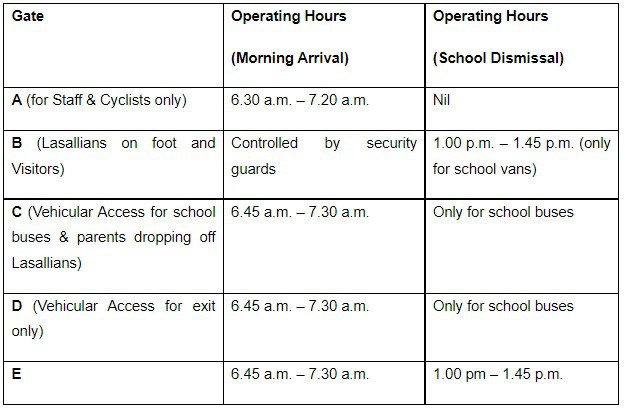 Gate
Operating Hours
(Morning Arrival)
Operating Hours
(School Dismissal)
A (for Staff & Cyclists only)
6.30 a.m. – 7.20 a.m.
Nil
B (Lasallians on foot and
Visitors)
Controlled by security
guards
1.00 p.m. – 1.45 p.m. (only
for school vans)
C (Vehicular Access for school
buses & parents dropping off
Lasallians)
6.45 a.m. – 7.30 a.m.
Only for school buses
D (Vehicular Access for exit
only)
6.45 a.m. – 7.30 a.m.
Only for school buses
E
6.45 a.m. – 7.30 a.m.
1.00 pm – 1.45 p.m.